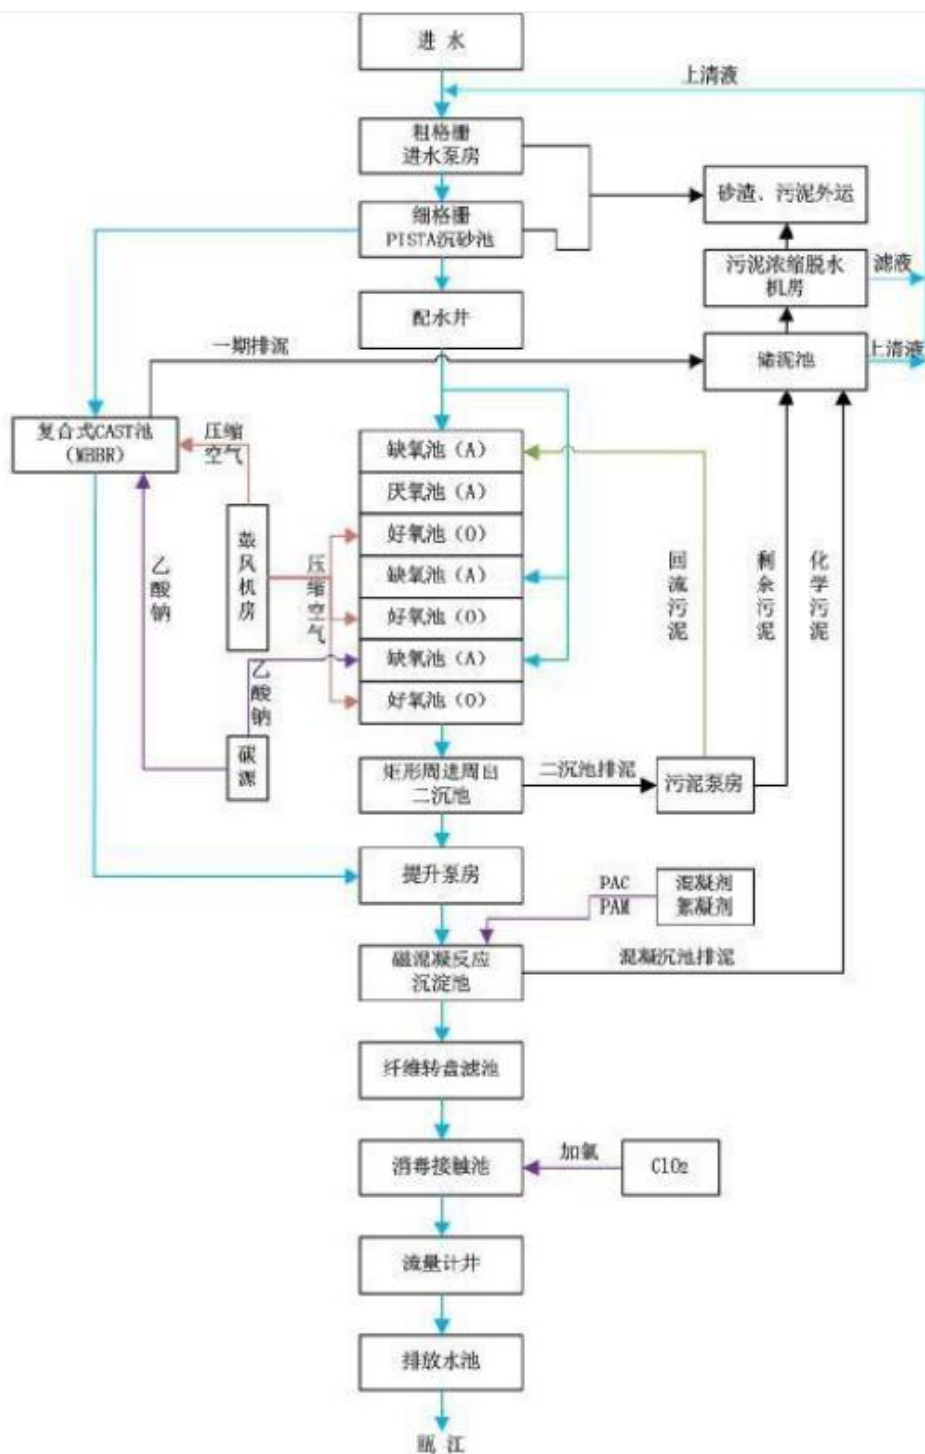 进 水
上清液
粗格栅
进水泵房
砂渣、污泥外运
细格栅
PISTA沉砂池
污泥浓缩脱水
机房
滤液
配水井
一期排泥
储泥池
上清液
复合式CAST池
(MBBR)
压缩
空气
缺氧池（A）
厌氧池（A）
好氧池（O）
缺氧池（A）
好氧池（O）
缺氧池（A）
好氧池（O）
鼓风机房
压缩空气
乙酸钠
乙酸钠
碳源
回流污泥
剩余污泥
化学污泥
矩形周进周出
二沉池
二沉池排泥
污泥泵房
提升泵房
PAC
PAM
混凝剂
絮凝剂
磁混凝反应
沉淀池
混凝沉池排泥
纤维转盘滤池
消毒接触池
加氯
ClO₂
流量计井
排放水池
瓯 江